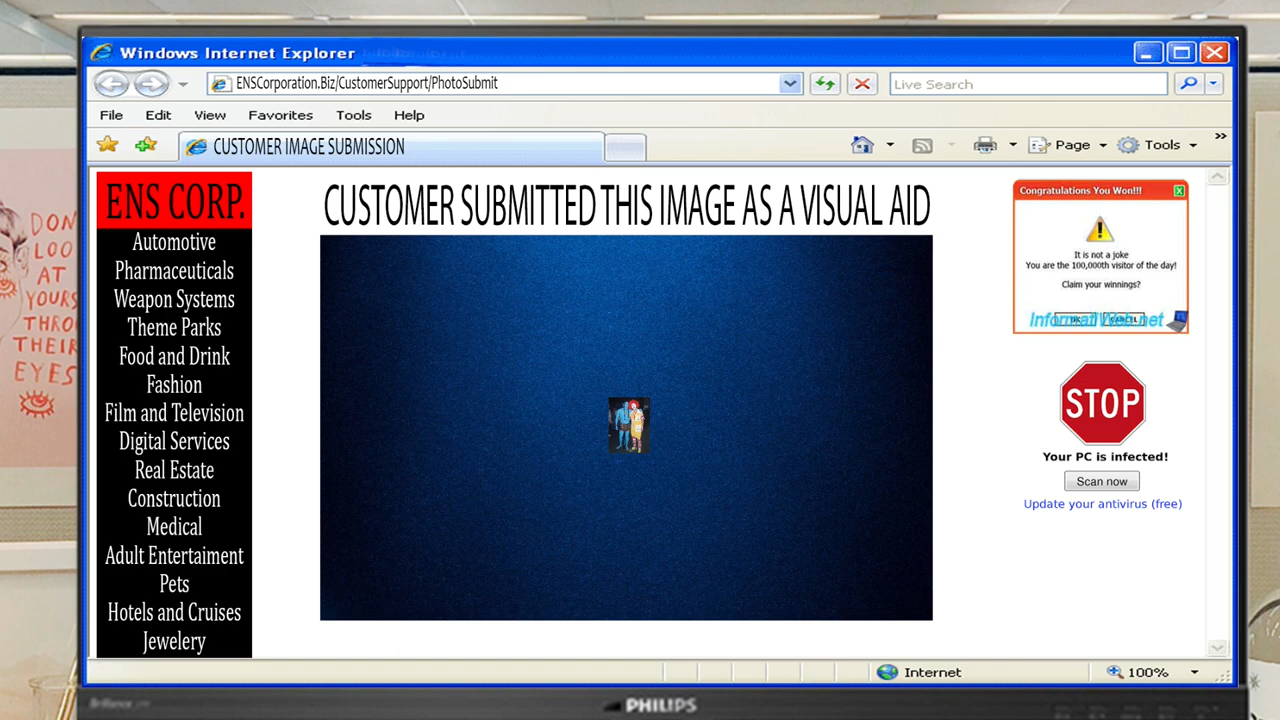 Windows Internet Explorer
ENSCorporation.Biz/CustomerSupport/PhotoSubmit
Live Search
File Edit View Favorites Tools Help
CUSTOMER IMAGE SUBMISSION
Page
Tools
ENS CORP.
Automotive
Pharmaceuticals
Weapon Systems
Theme Parks
Food and Drink
Fashion
Film and Television
Digital Services
Real Estate
Construction
Medical
Adult Entertaiment
Pets
Hotels and Cruises
Jewelery
CUSTOMER SUBMITTED THIS IMAGE AS A VISUAL AID
Congratulations You Won!!!
It is not a joke
You are the 100,000th visitor of the day!
Claim your winnings?
STOP
Your PC is infected!
Scan now
Update your antivirus (free)
Internet
100%
PHILIPS
DON
LOO
AT
YOURS
THRO
THEIR
EYES